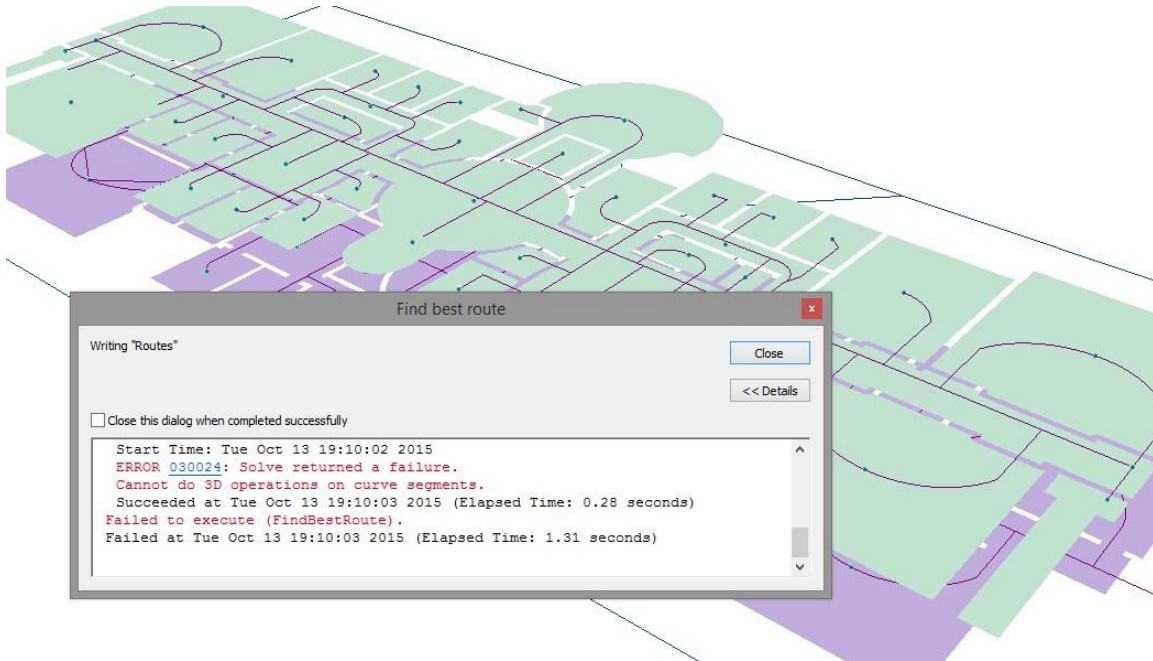 Find best route
x
Writing "Routes"
Close
<< Details
Close this dialog when completed successfully
Start Time: Tue Oct 13 19:10:02 2015
ERROR 030024: Solve returned a failure.
Cannot do 3D operations on curve segments.
Succeeded at Tue Oct 13 19:10:03 2015 (Elapsed Time: 0.28 seconds)
Failed to execute (FindBestRoute).
Failed at Tue Oct 13 19:10:03 2015 (Elapsed Time: 1.31 seconds)